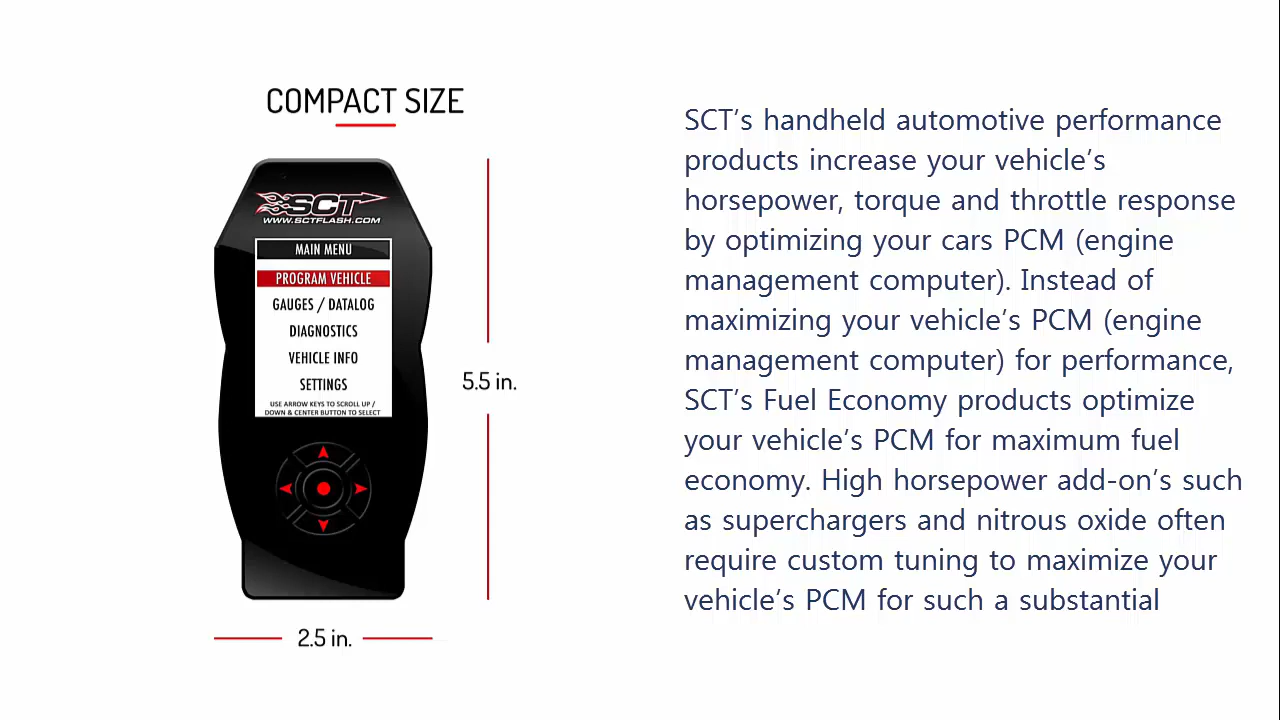 COMPACT SIZE
SCT
WWW.SCTFLASH.COM
MAIN MENU
PROGRAM VEHICLE
GAUGES / DATALOG
DIAGNOSTICS
VEHICLE INFO
SETTINGS
USE ARROW KEYS TO SCROLL UP /
DOWN & CENTER BUTTON TO SELECT
5.5 in.
2.5 in.
SCT’s handheld automotive performance
products increase your vehicle’s
horsepower, torque and throttle response
by optimizing your cars PCM (engine
management computer). Instead of
maximizing your vehicle’s PCM (engine
management computer) for performance,
SCT’s Fuel Economy products optimize
your vehicle’s PCM for maximum fuel
economy. High horsepower add-on’s such
as superchargers and nitrous oxide often
require custom tuning to maximize your
vehicle’s PCM for such a substantial